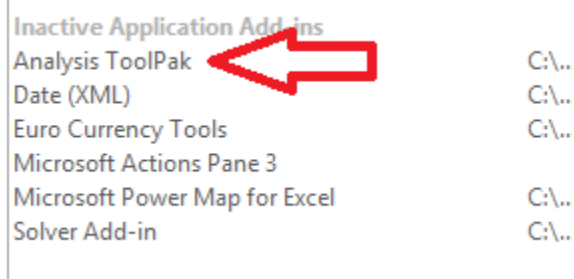 Inactive Application Add-ins
Analysis ToolPak C:\..
Date (XML) C:\..
Euro Currency Tools C:\..
Microsoft Actions Pane 3
Microsoft Power Map for Excel C:\..
Solver Add-in C:\..